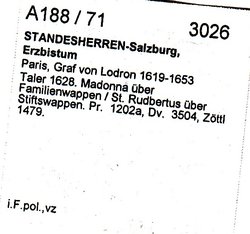 A188 / 71
3026
STANDESHERREN-Salzburg,
Erzbistum
Paris, Graf von Lodron 1619-1653
Taler 1628. Madonna über
Familienwappen / St. Rudbertus über
Stiftswappen. Pr. 1202a, Dv. 3504, Zöttl
1479.
i.F.pol.,vz